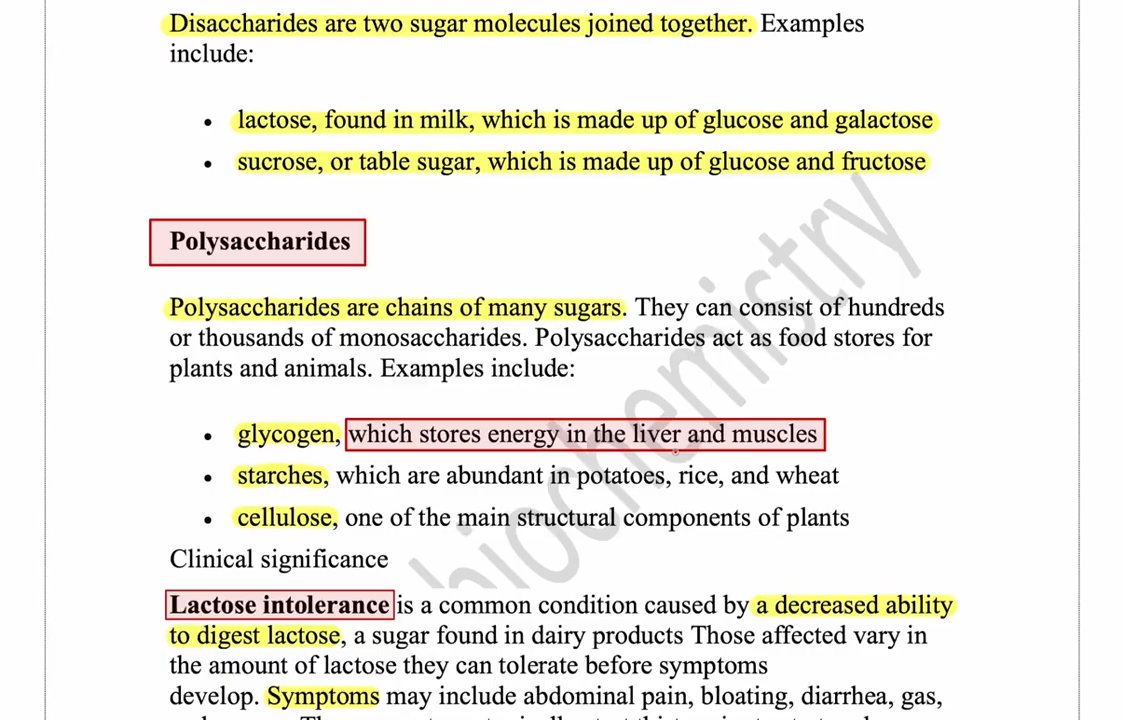 Disaccharides are two sugar molecules joined together. Examples
include:
• lactose, found in milk, which is made up of glucose and galactose
• sucrose, or table sugar, which is made up of glucose and fructose
Polysaccharides
Polysaccharides are chains of many sugars. They can consist of hundreds
or thousands of monosaccharides. Polysaccharides act as food stores for
plants and animals. Examples include:
• glycogen, which stores energy in the liver and muscles
• starches, which are abundant in potatoes, rice, and wheat
• cellulose, one of the main structural components of plants
Clinical significance
Lactose intolerance is a common condition caused by a decreased ability
to digest lactose, a sugar found in dairy products Those affected vary in
the amount of lactose they can tolerate before symptoms
develop. Symptoms may include abdominal pain, bloating, diarrhea, gas,
biochemistry